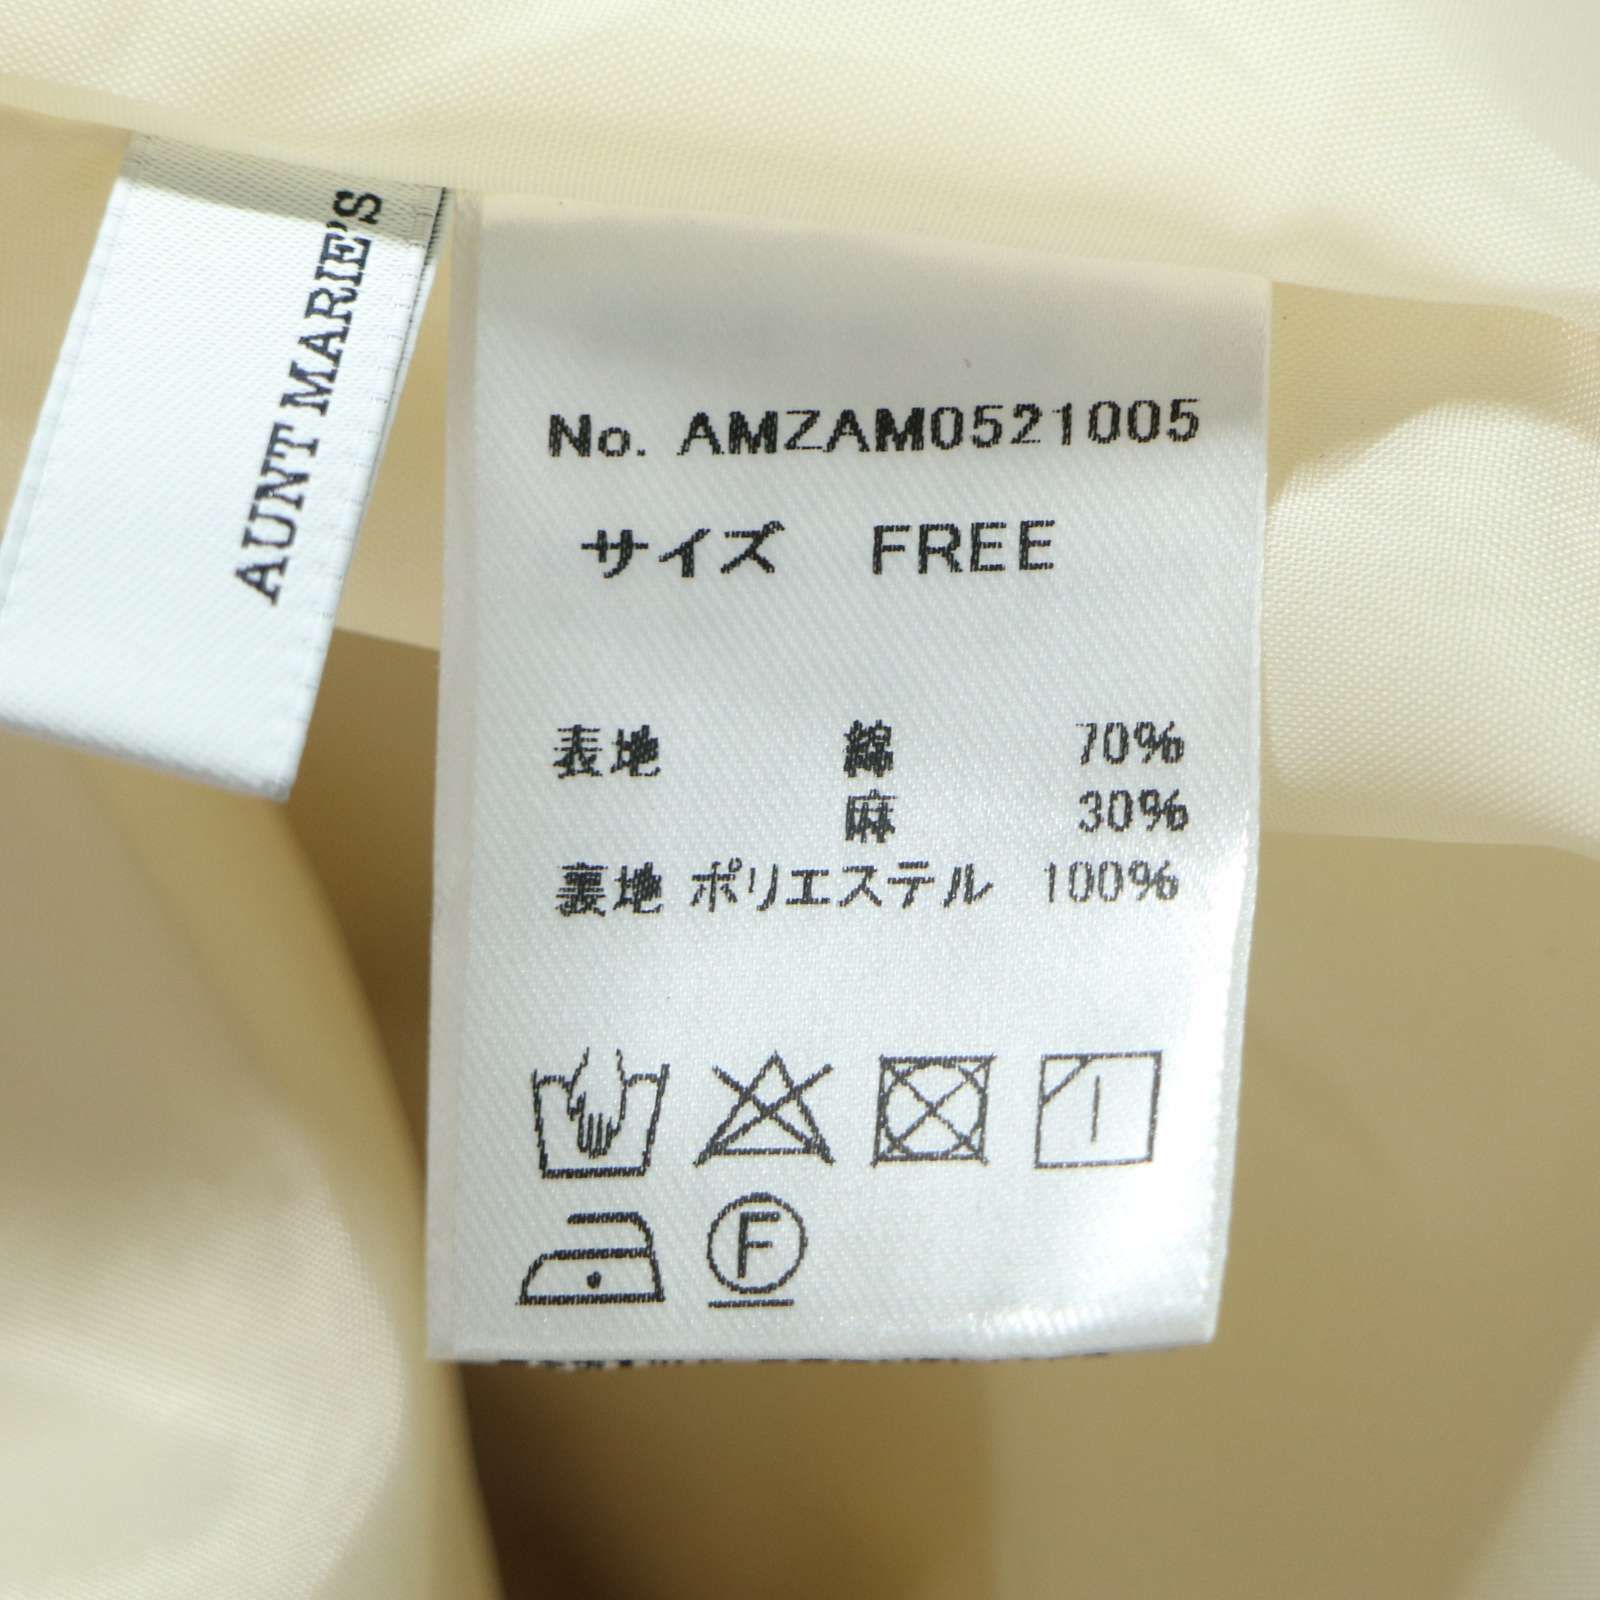 AUNT MARIE'S
No. AMZAM0521005
サイズ FREE
表地 綿 70%
麻 30%
裏地 ポリエステル 100%
F